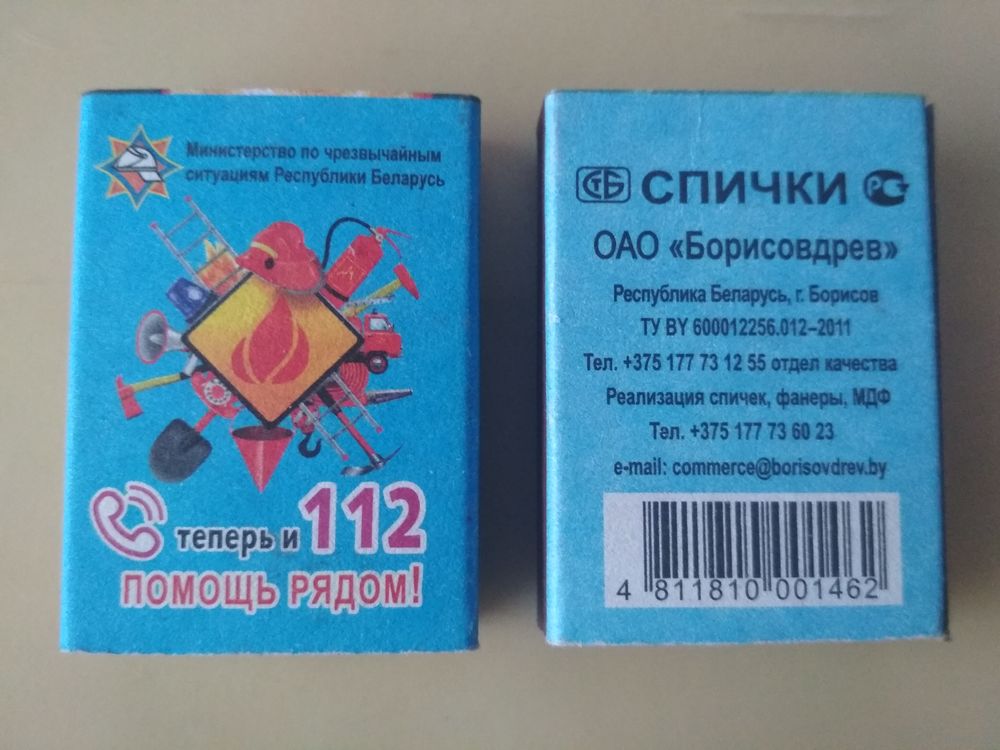 Министерство по чрезвычайным
ситуациям Республики Беларусь
теперь и 112
ПОМОЩЬ РЯДОМ!
СТБ СПИЧКИ РСТ
ОАО «Борисовдрев»
Республика Беларусь, г. Борисов
ТУ BY 600012256.012–2011
Тел. +375 177 73 12 55 отдел качества
Реализация спичек, фанеры, МДФ
Тел. +375 177 73 60 23
e-mail: commerce@borisovdrev.by
4 811810 001462